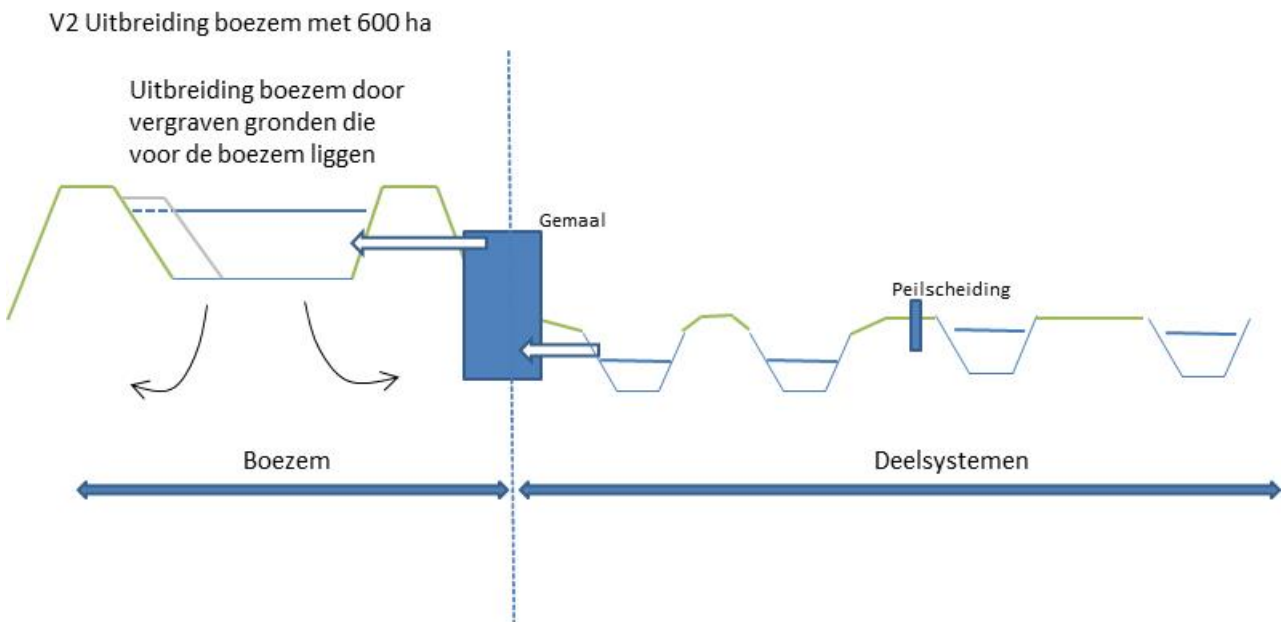 V2 Uitbreiding boezem met 600 ha
Uitbreiding boezem door
vergraven gronden die
voor de boezem liggen
Gemaal
Peilscheiding
Boezem
Deelsystemen